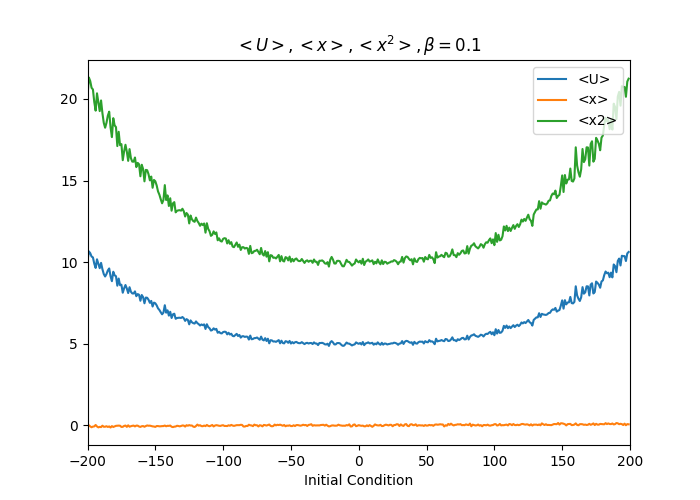 < U > , < x > , < x² > , β = 0.1
<U>
<x>
<x2>
20
15
10
5
0
−200 −150 −100 −50 0 50 100 150 200
Initial Condition